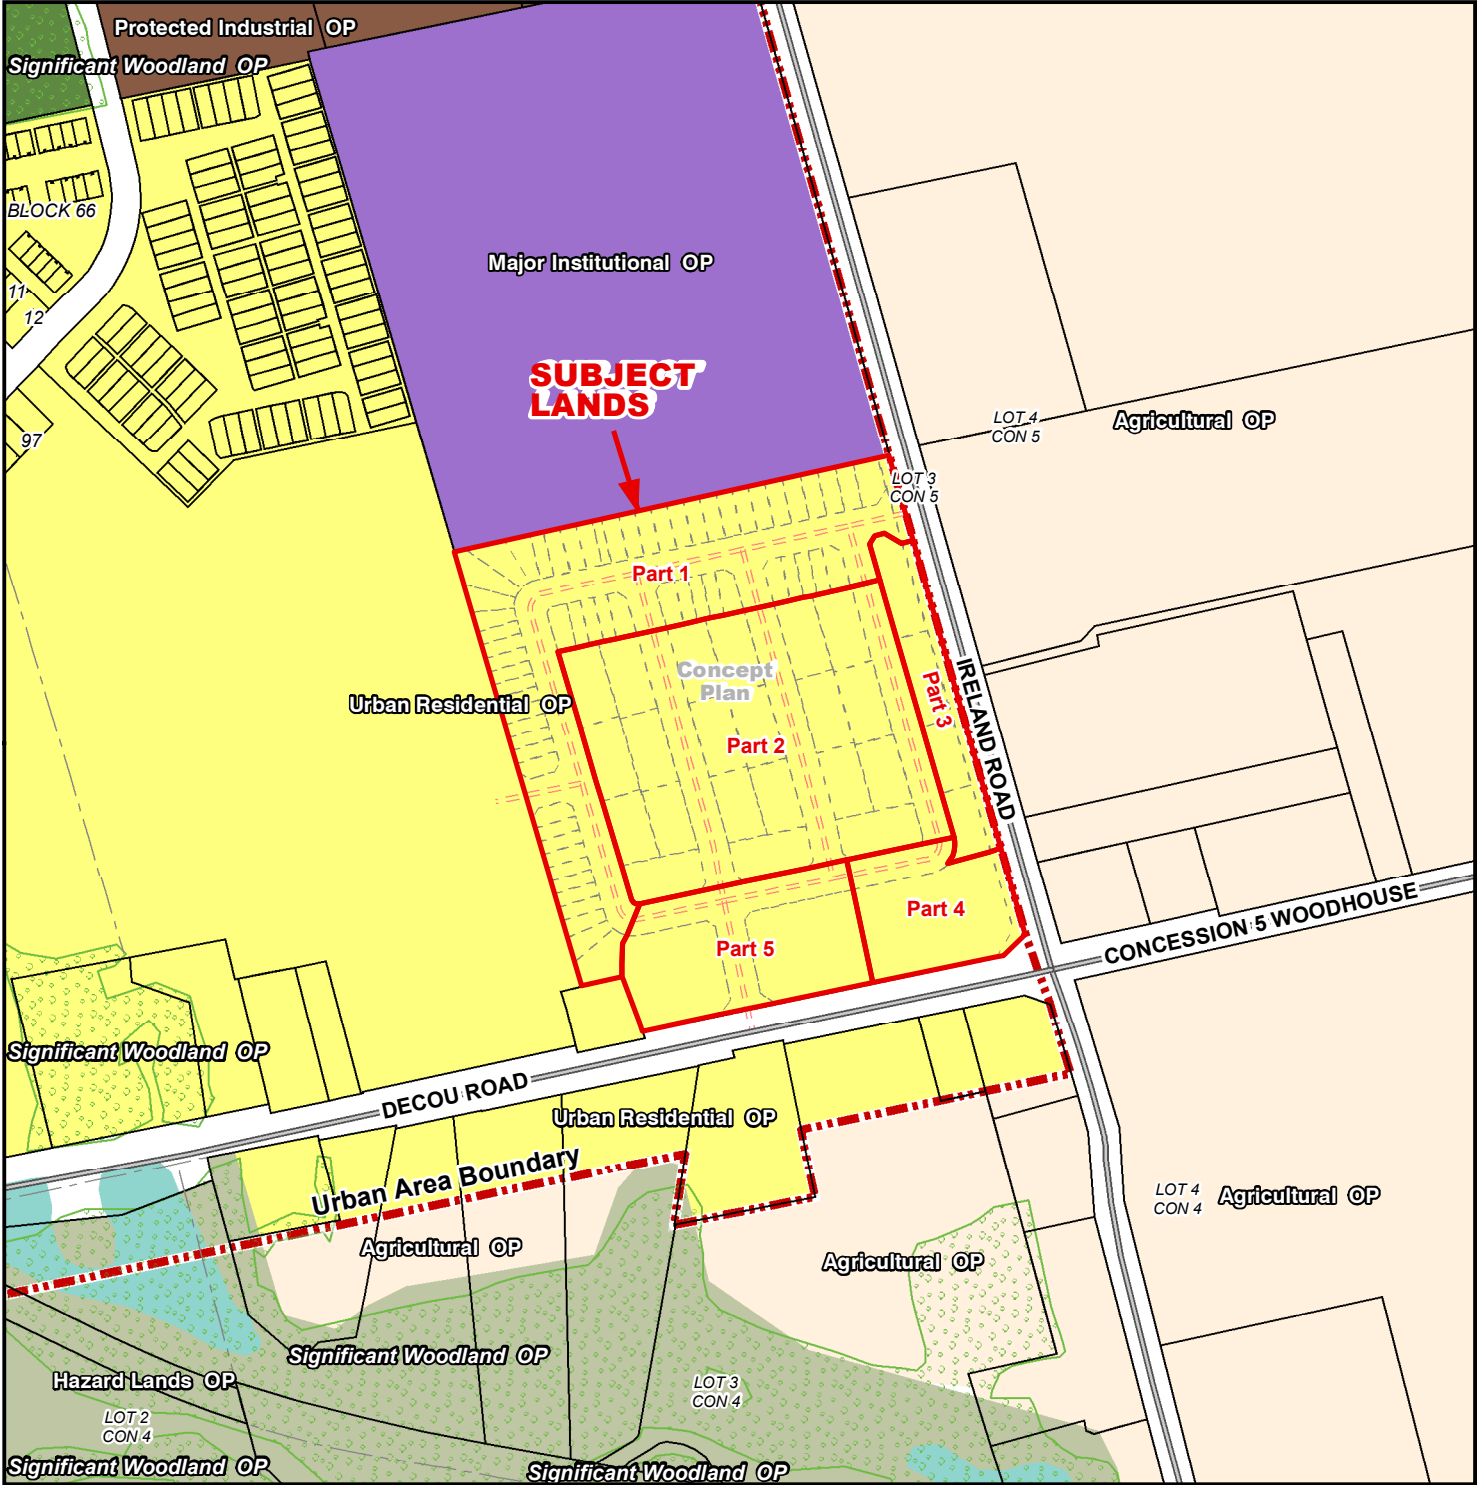 Protected Industrial OP
Significant Woodland OP
BLOCK 66
Major Institutional OP
11
12
SUBJECT
LANDS
97
LOT 4
CON 5
Agricultural OP
LOT 3
CON 5
Part 1
Concept
Plan
Part 3
IRELAND ROAD
Urban Residential OP
Part 2
Part 4
Part 5
CONCESSION 5 WOODHOUSE
Significant Woodland OP
DECOU ROAD
Urban Residential OP
Urban Area Boundary
LOT 4
CON 4
Agricultural OP
Agricultural OP
Agricultural OP
Significant Woodland OP
Hazard Lands OP
LOT 3
CON 4
LOT 2
CON 4
Significant Woodland OP
Significant Woodland OP